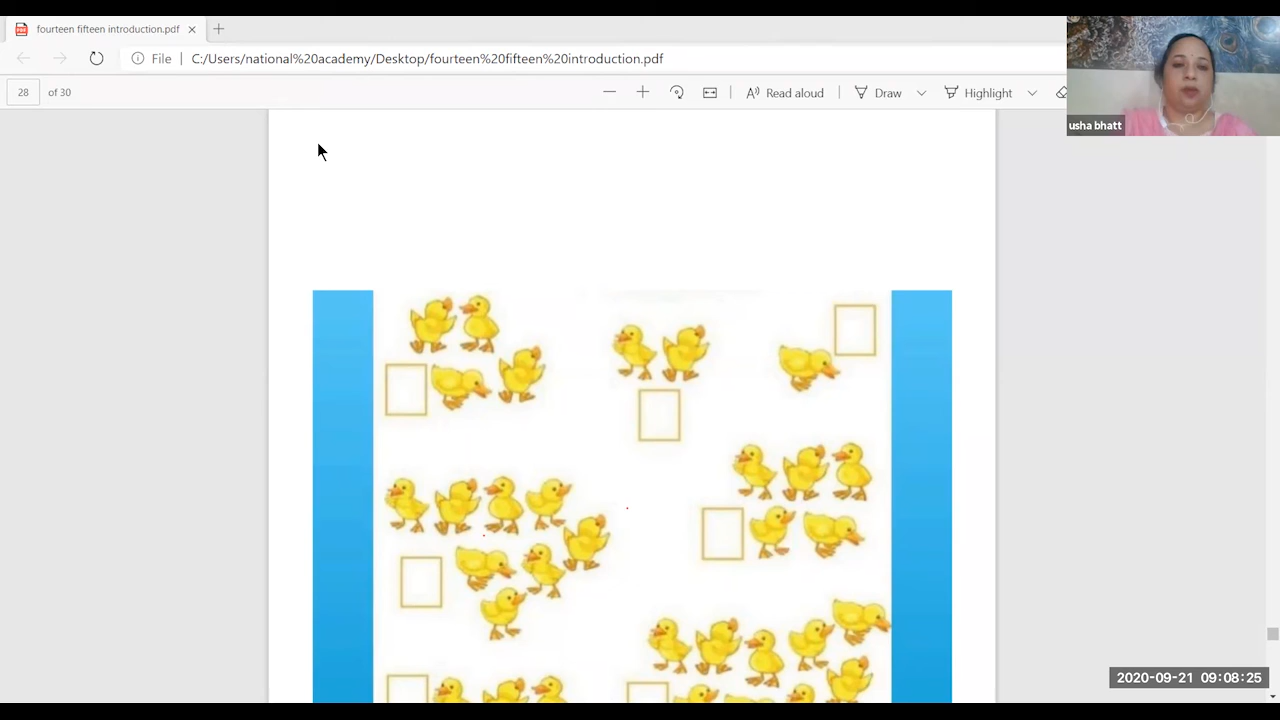 fourteen fifteen introduction.pdf
File
C:/Users/national%20academy/Desktop/fourteen%20fifteen%20introduction.pdf
28 of 30
Read aloud
Draw
Highlight
usha bhatt
2020-09-21 09:08:25